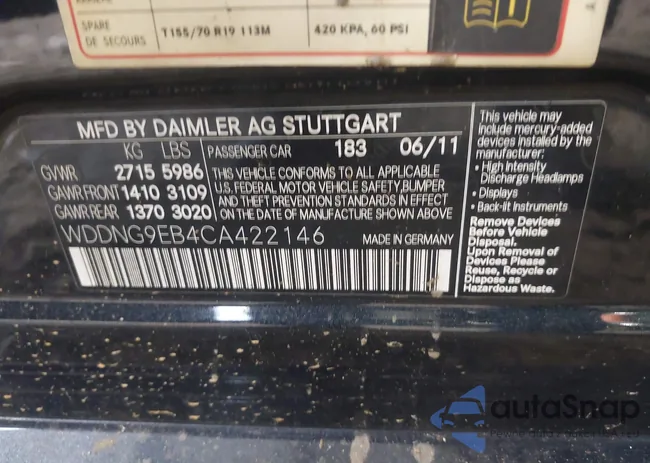 SPARE
DE SECOURS
T155/70 R19 113M
420 KPA, 60 PSI
MFD BY DAIMLER AG STUTTGART
KG LBS
GVWR 2715 5986
GAWR FRONT 1410 3109
GAWR REAR 1370 3020
PASSENGER CAR 183 06/11
THIS VEHICLE CONFORMS TO ALL APPLICABLE
U.S. FEDERAL MOTOR VEHICLE SAFETY, BUMPER
AND THEFT PREVENTION STANDARDS IN EFFECT
ON THE DATE OF MANUFACTURE SHOWN ABOVE.
WDDNG9EB4CA422146
MADE IN GERMANY
This vehicle may
include mercury-added
devices installed by the
manufacturer:
• High Intensity
Discharge Headlamps
• Displays
• Back-lit Instruments
Remove Devices
Before Vehicle
Disposal.
Upon Removal of
Devices Please
Reuse, Recycle or
Dispose as
Hazardous Waste.
autoSnap